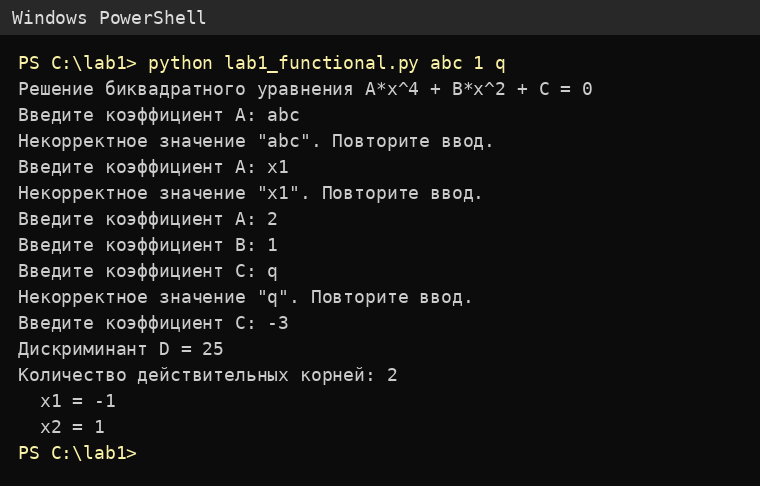 Windows PowerShell
PS C:\lab1> python lab1_functional.py abc 1 q
Решение биквадратного уравнения A*x^4 + B*x^2 + C = 0
Введите коэффициент A: abc
Некорректное значение "abc". Повторите ввод.
Введите коэффициент A: x1
Некорректное значение "x1". Повторите ввод.
Введите коэффициент A: 2
Введите коэффициент B: 1
Введите коэффициент C: q
Некорректное значение "q". Повторите ввод.
Введите коэффициент C: -3
Дискриминант D = 25
Количество действительных корней: 2
  x1 = -1
  x2 = 1
PS C:\lab1>